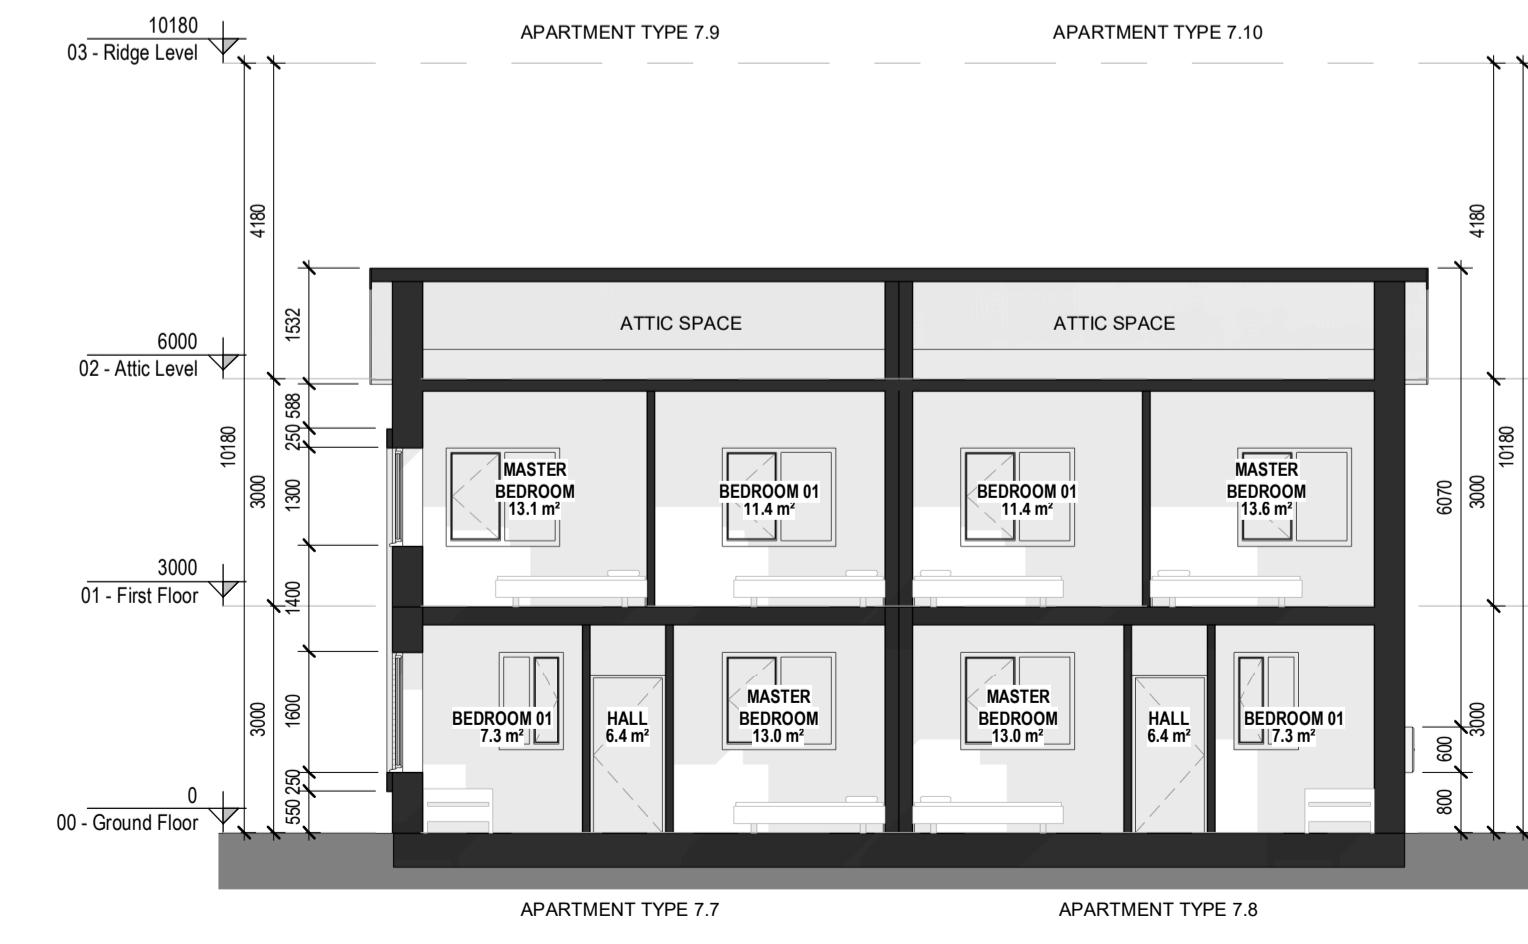 10180
03 - Ridge Level
APARTMENT TYPE 7.9
APARTMENT TYPE 7.10
4180
4180
1532
ATTIC SPACE
ATTIC SPACE
6000
02 - Attic Level
588
250
10180
3000
1300
MASTER
BEDROOM
13.1 m²
BEDROOM 01
11.4 m²
BEDROOM 01
11.4 m²
MASTER
BEDROOM
13.6 m²
6070
3000
10180
3000
01 - First Floor
1400
3000
1600
BEDROOM 01
7.3 m²
HALL
6.4 m²
MASTER
BEDROOM
13.0 m²
MASTER
BEDROOM
13.0 m²
HALL
6.4 m²
BEDROOM 01
7.3 m²
3000
600
0
00 - Ground Floor
250
550
800
APARTMENT TYPE 7.7
APARTMENT TYPE 7.8